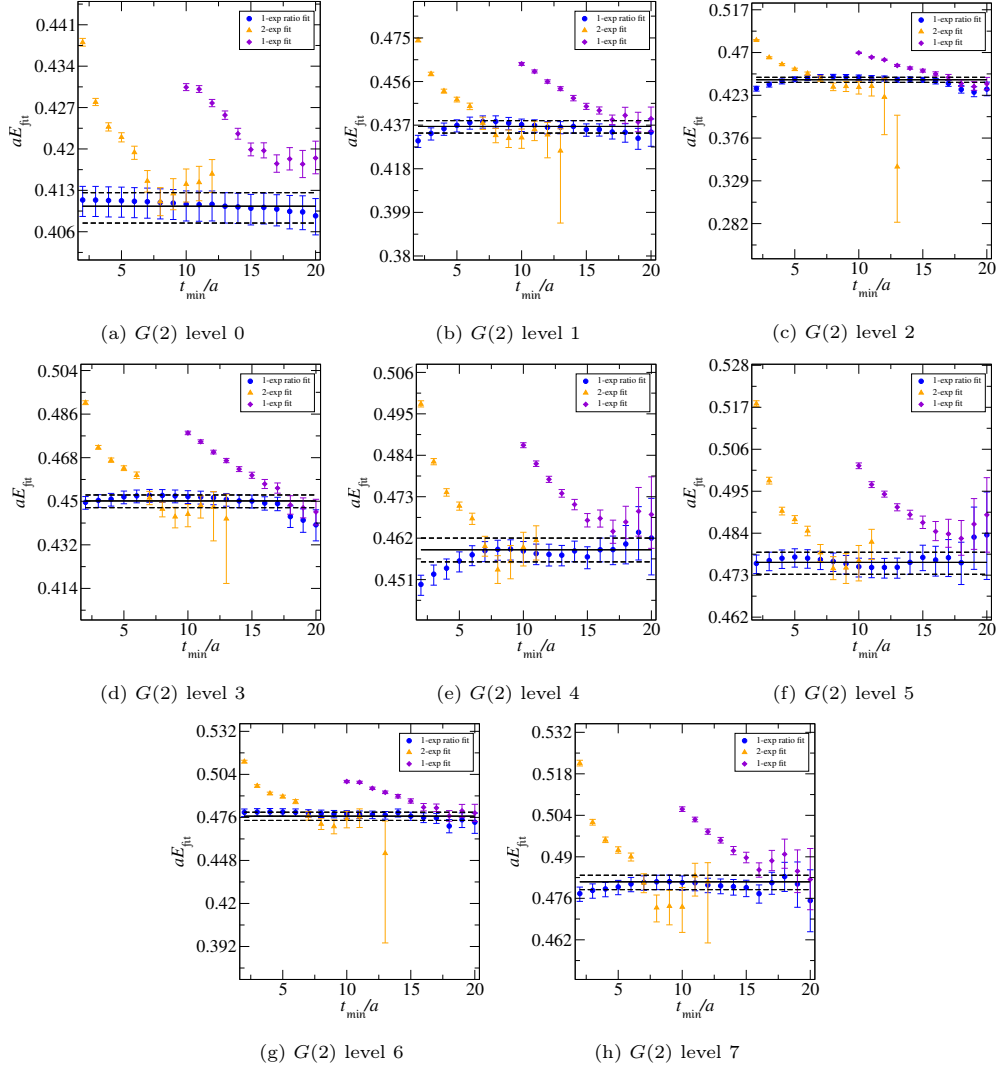 0.441
0.434
0.427
0.42
0.413
0.406
aE_fit
5 10 15 20
t_min/a
1-exp ratio fit
2-exp fit
1-exp fit
(a) G(2) level 0
0.475
0.456
0.437
0.418
0.399
0.38
aE_fit
5 10 15 20
t_min/a
1-exp ratio fit
2-exp fit
1-exp fit
(b) G(2) level 1
0.517
0.47
0.423
0.376
0.329
0.282
aE_fit
5 10 15 20
t_min/a
1-exp ratio fit
2-exp fit
1-exp fit
(c) G(2) level 2
0.504
0.486
0.468
0.45
0.432
0.414
aE_fit
5 10 15 20
t_min/a
1-exp ratio fit
2-exp fit
1-exp fit
(d) G(2) level 3
0.506
0.495
0.484
0.473
0.462
0.451
aE_fit
5 10 15 20
t_min/a
1-exp ratio fit
2-exp fit
1-exp fit
(e) G(2) level 4
0.528
0.517
0.506
0.495
0.484
0.473
0.462
aE_fit
5 10 15 20
t_min/a
1-exp ratio fit
2-exp fit
1-exp fit
(f) G(2) level 5
0.532
0.504
0.476
0.448
0.42
0.392
aE_fit
5 10 15 20
t_min/a
1-exp ratio fit
2-exp fit
1-exp fit
(g) G(2) level 6
0.532
0.518
0.504
0.49
0.476
0.462
aE_fit
5 10 15 20
t_min/a
1-exp ratio fit
2-exp fit
1-exp fit
(h) G(2) level 7